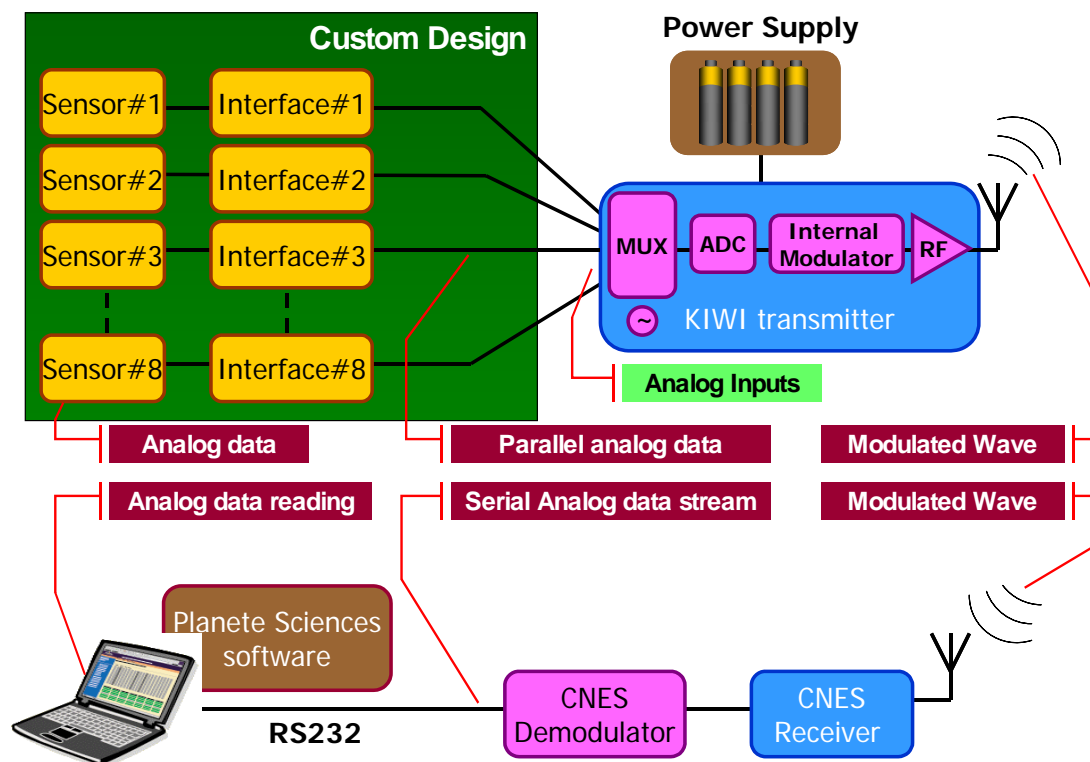 Custom Design
Power Supply
Sensor#1
Interface#1
Sensor#2
Interface#2
Sensor#3
Interface#3
Sensor#8
Interface#8
MUX
ADC
Internal
Modulator
RF
~
KIWI transmitter
Analog Inputs
Analog data
Parallel analog data
Modulated Wave
Analog data reading
Serial Analog data stream
Modulated Wave
Planete Sciences
software
RS232
CNES
Demodulator
CNES
Receiver